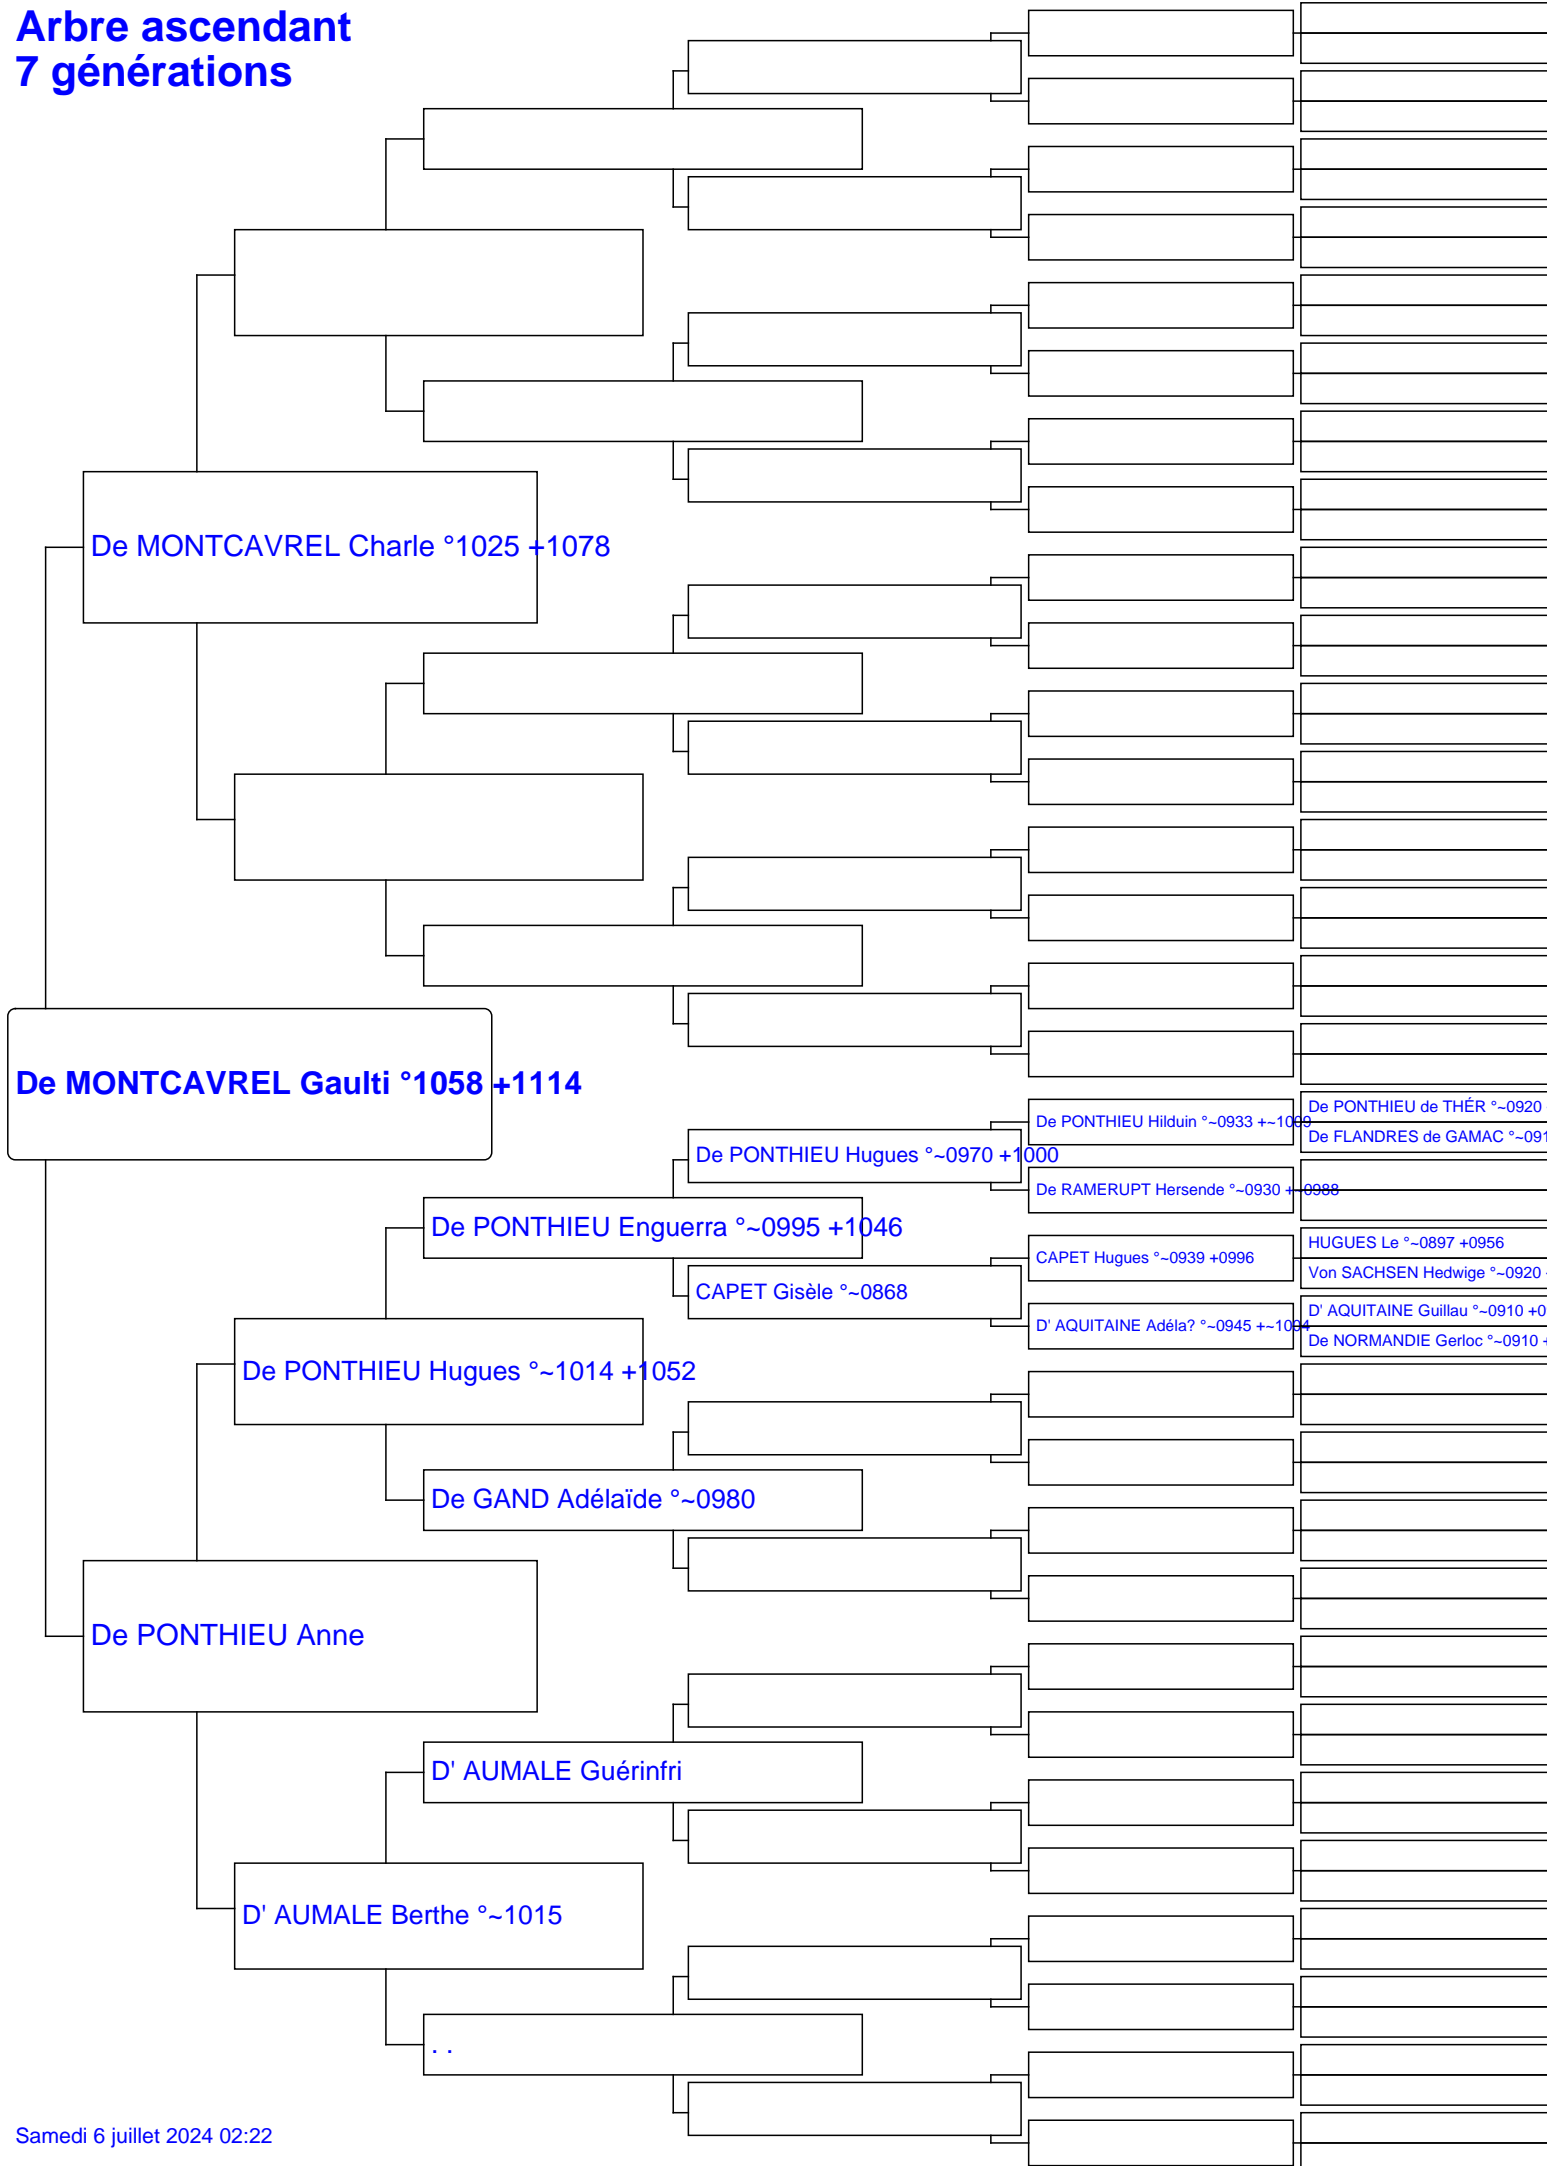 Arbre ascendant
7 générations
De MONTCAVREL Charle °1025 +1078
De MONTCAVREL Gaulti °1058 +1114
De PONTHIEU de THÉR °~0920
De PONTHIEU Hilduin °~0933 +~1009
De FLANDRES de GAMAC °~091
De PONTHIEU Hugues °~0970 +1000
De RAMERUPT Hersende °~0930 +~0988
De PONTHIEU Enguerra °~0995 +1046
HUGUES Le °~0897 +0956
CAPET Hugues °~0939 +0996
Von SACHSEN Hedwige °~0920
CAPET Gisèle °~0868
D' AQUITAINE Guillau °~0910 +09
D' AQUITAINE Adéla? °~0945 +~1004
De NORMANDIE Gerloc °~0910 +
De PONTHIEU Hugues °~1014 +1052
De GAND Adélaïde °~0980
De PONTHIEU Anne
D' AUMALE Guérinfri
D' AUMALE Berthe °~1015
. .
Samedi 6 juillet 2024 02:22